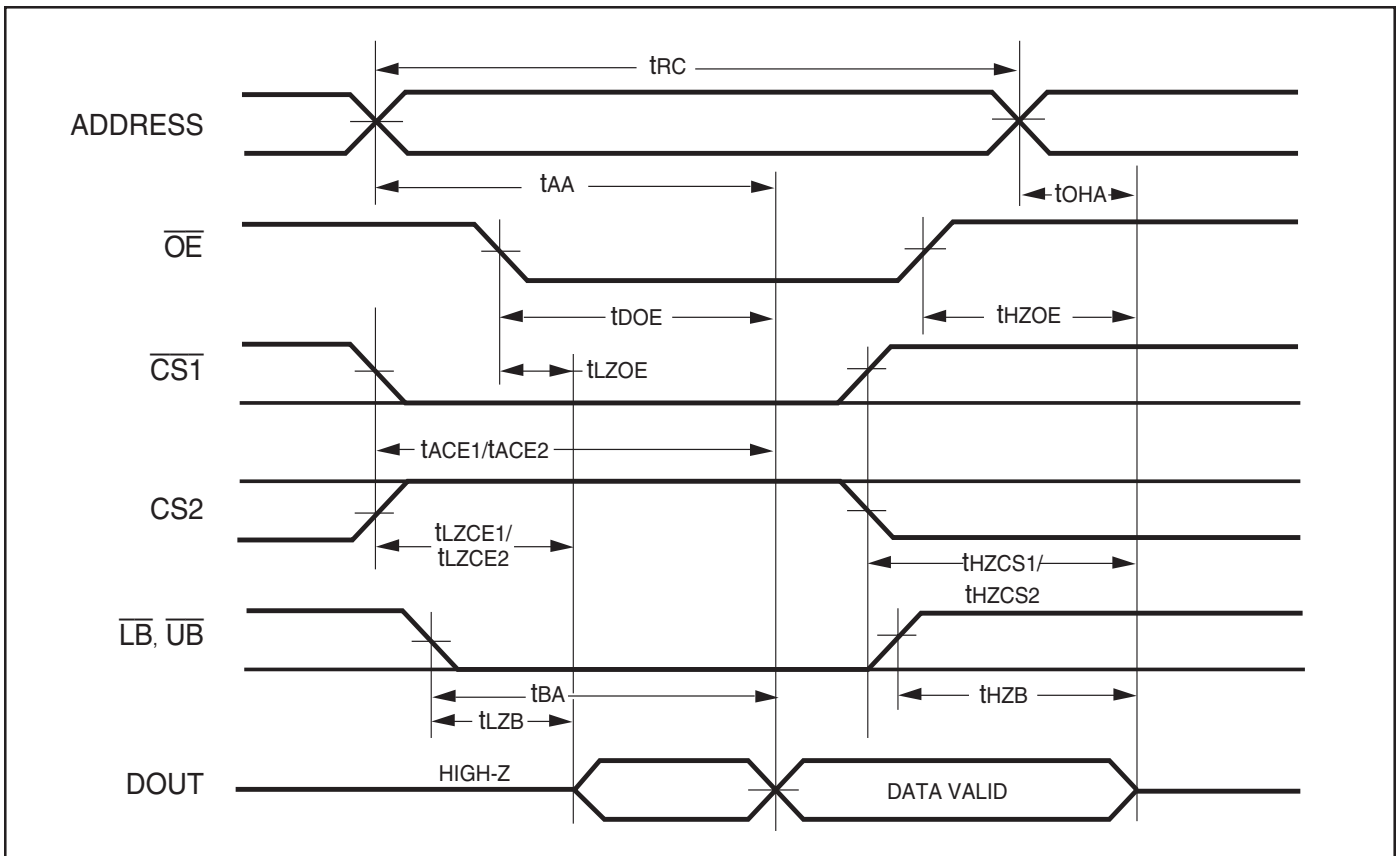 tRC
ADDRESS
tAA
tOHA
OE
tDOE
tHZOE
CS1
tLZOE
tACE1/tACE2
CS2
tLZCE1/
tLZCE2
tHZCS1/
tHZCS2
LB, UB
tBA
tHZB
tLZB
HIGH-Z
DOUT
DATA VALID